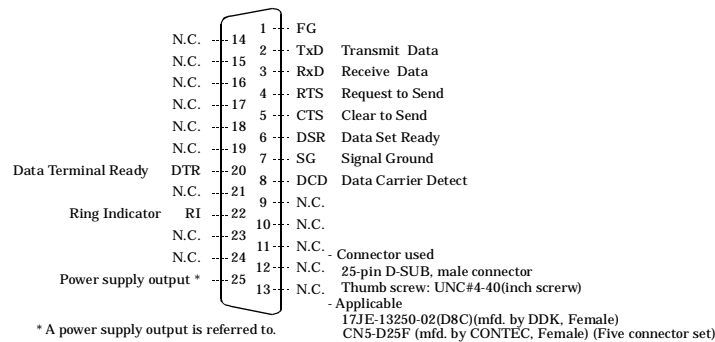 1 FG
N.C. 14
2 TxD Transmit Data
N.C. 15
3 RxD Receive Data
N.C. 16
4 RTS Request to Send
N.C. 17
5 CTS Clear to Send
N.C. 18
6 DSR Data Set Ready
N.C. 19
7 SG Signal Ground
Data Terminal Ready DTR 20
8 DCD Data Carrier Detect
N.C. 21
9 N.C.
Ring Indicator RI 22
10 N.C.
N.C. 23
11 N.C.
N.C. 24
12 N.C.
Power supply output * 25
13 N.C.
- Connector used
25-pin D-SUB, male connector
Thumb screw: UNC#4-40(inch screrw)
- Applicable
17JE-13250-02(D8C)(mfd. by DDK, Female)
CN5-D25F (mfd. by CONTEC, Female) (Five connector set)
* A power supply output is referred to.